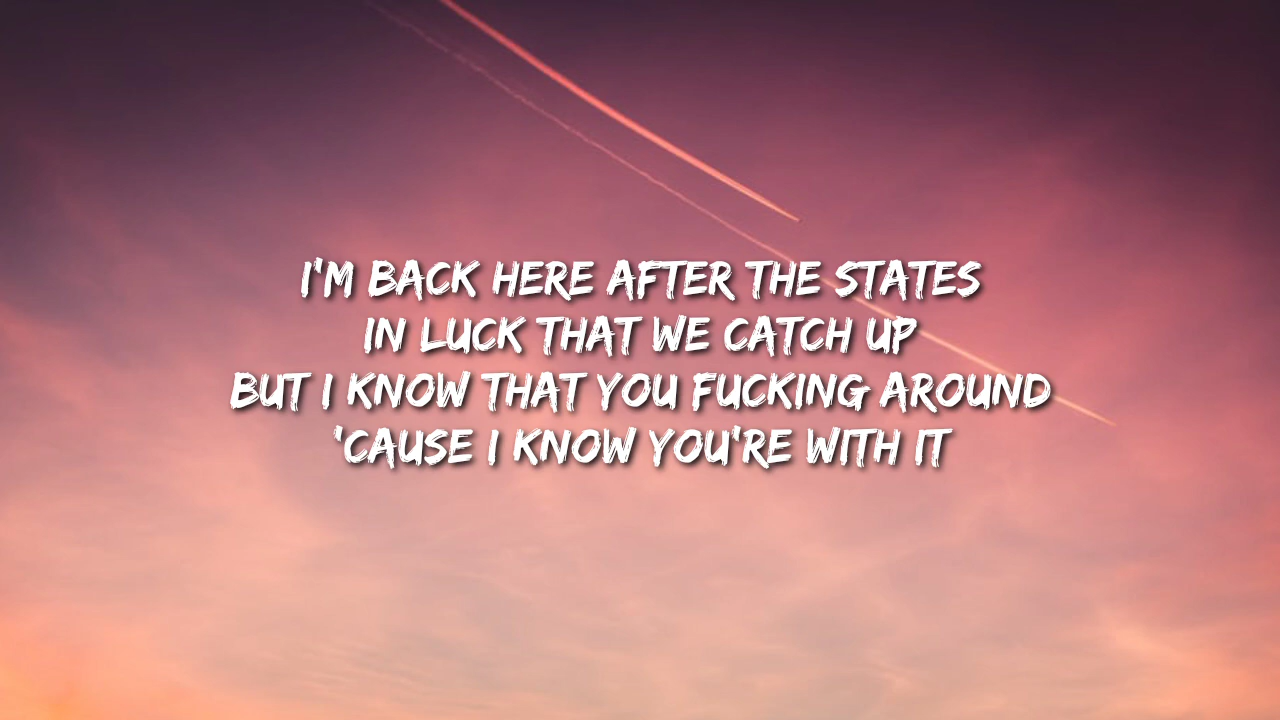 I'M BACK HERE AFTER THE STATES
IN LUCK THAT WE CATCH UP
BUT I KNOW THAT YOU FUCKING AROUND
'CAUSE I KNOW YOU'RE WITH IT